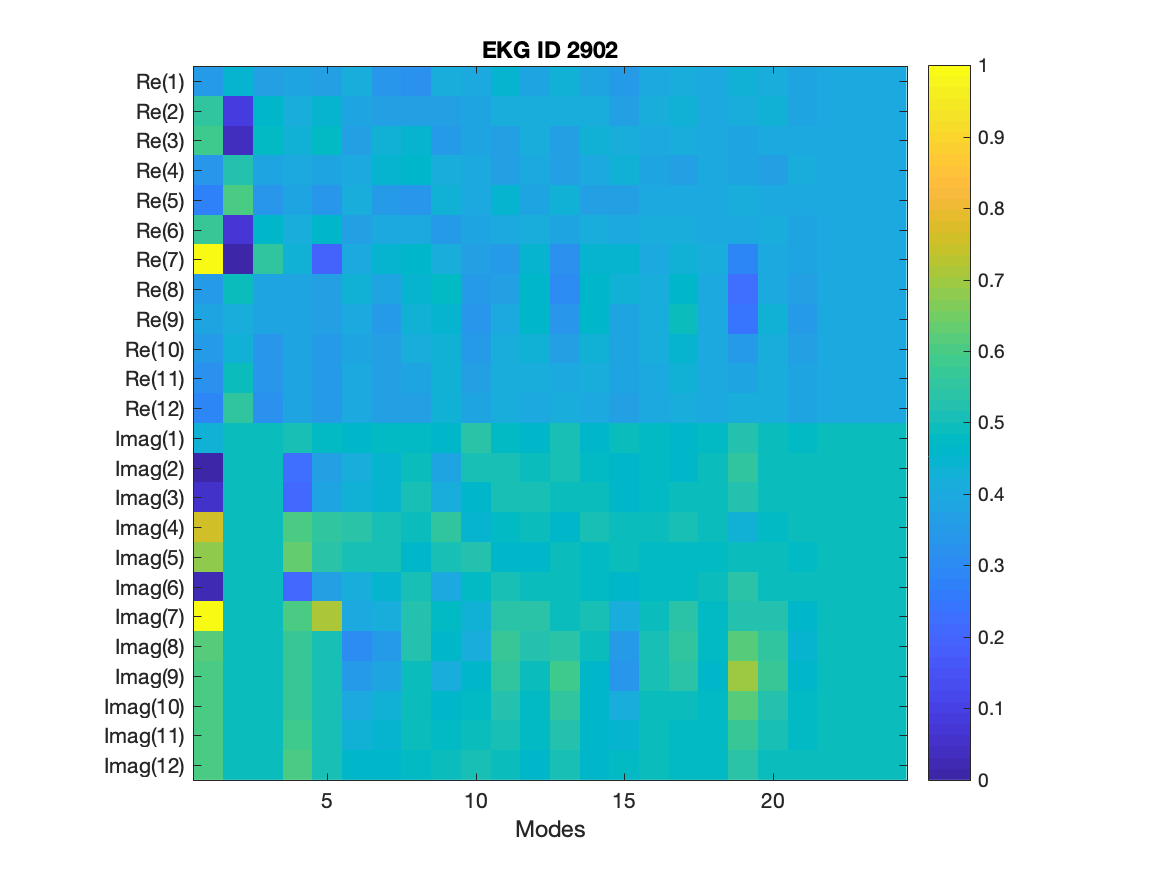 EKG ID 2902
Re(1)
Re(2)
Re(3)
Re(4)
Re(5)
Re(6)
Re(7)
Re(8)
Re(9)
Re(10)
Re(11)
Re(12)
Imag(1)
Imag(2)
Imag(3)
Imag(4)
Imag(5)
Imag(6)
Imag(7)
Imag(8)
Imag(9)
Imag(10)
Imag(11)
Imag(12)
5 10 15 20
Modes
1
0.9
0.8
0.7
0.6
0.5
0.4
0.3
0.2
0.1
0